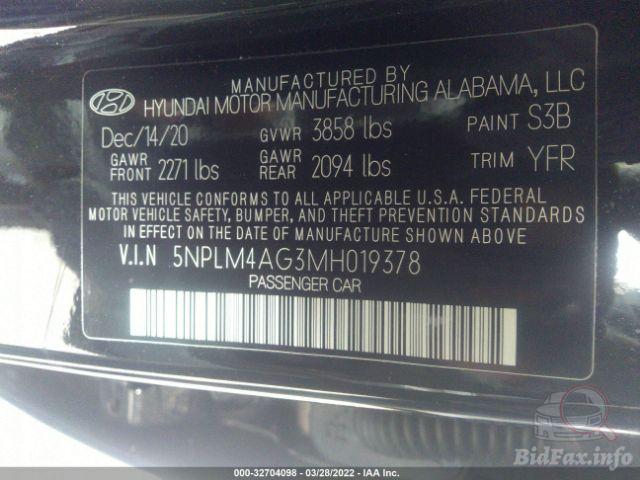 MANUFACTURED BY
HYUNDAI MOTOR MANUFACTURING ALABAMA, LLC
Dec/14/20 GVWR 3858 lbs PAINT S3B
GAWR FRONT 2271 lbs GAWR REAR 2094 lbs TRIM YFR
THIS VEHICLE CONFORMS TO ALL APPLICABLE U.S.A. FEDERAL
MOTOR VEHICLE SAFETY, BUMPER, AND THEFT PREVENTION STANDARDS
IN EFFECT ON THE DATE OF MANUFACTURE SHOWN ABOVE.
V.I.N 5NPLM4AG3MH019378
PASSENGER CAR
BidFax.info
000-32704098 - 03/28/2022 - IAA Inc.